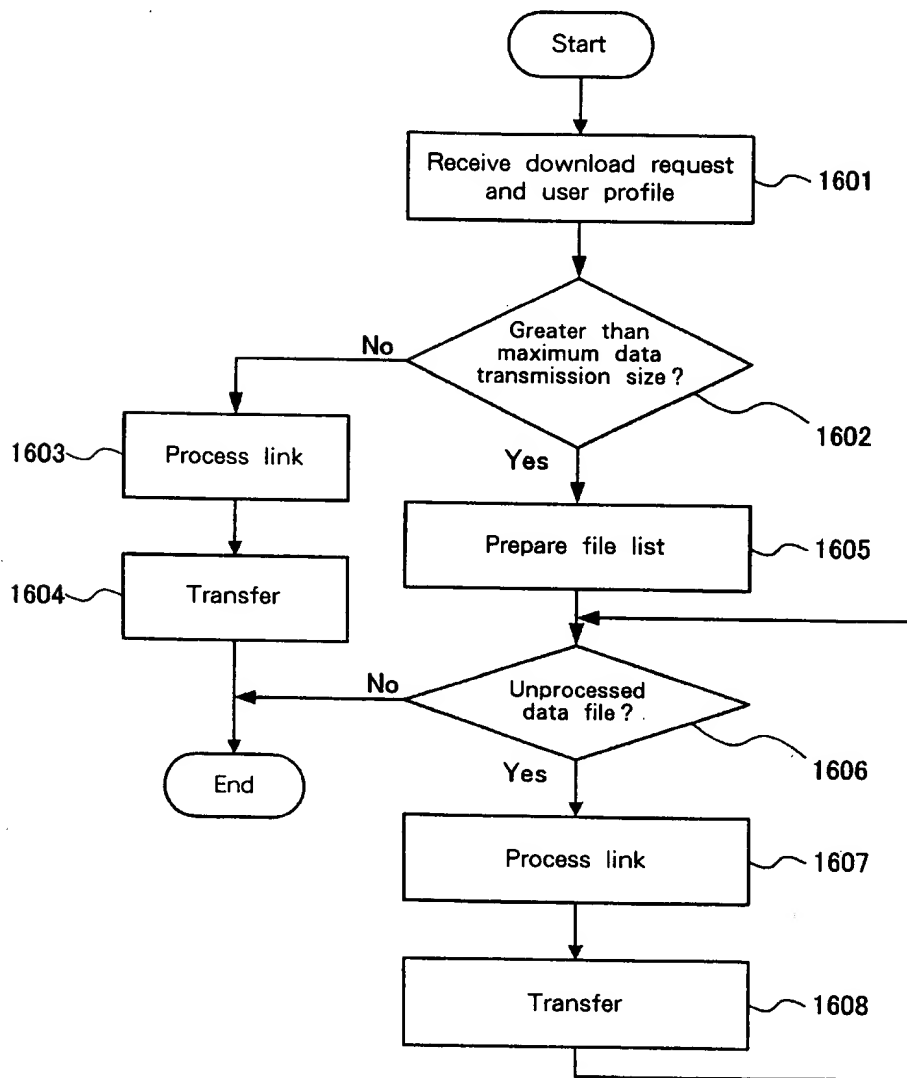 Start
Receive download request
and user profile
1601
Greater than
maximum data
transmission size?
1602
No
Yes
1603
Process link
1604
Transfer
Prepare file list
1605
Unprocessed
data file?
1606
No
Yes
End
Process link
1607
Transfer
1608